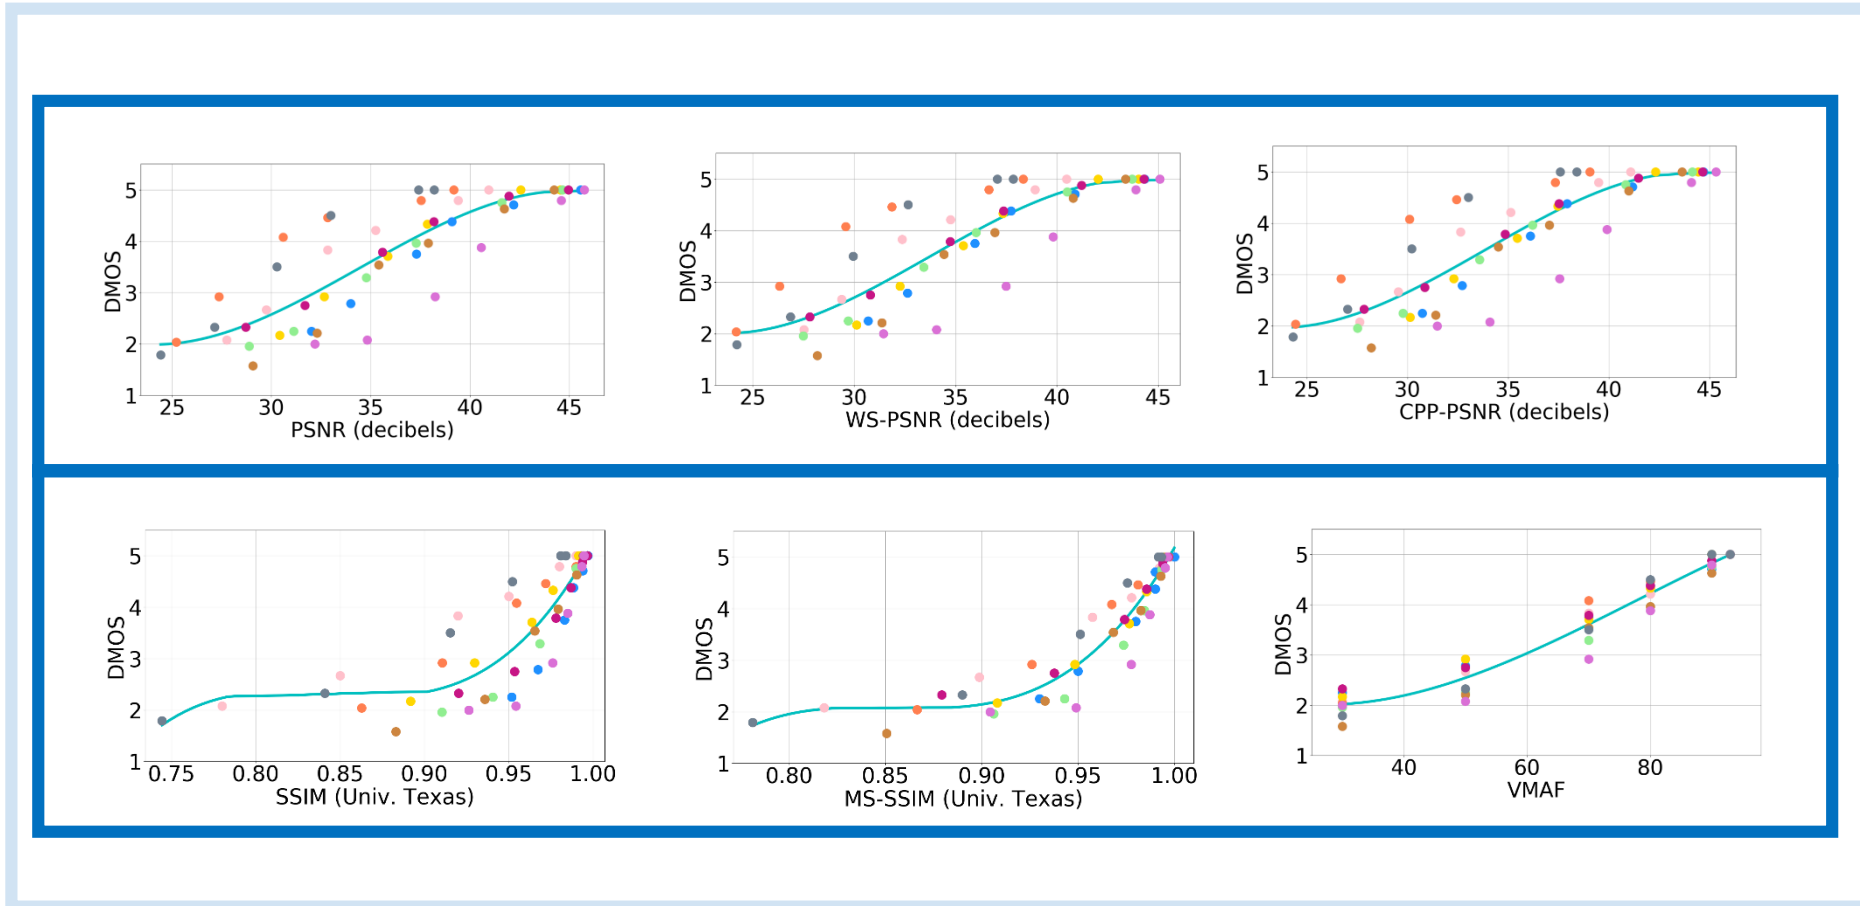 DMOS
5
4
3
2
1
25 30 35 40 45
PSNR (decibels)
DMOS
5
4
3
2
1
25 30 35 40 45
WS-PSNR (decibels)
DMOS
5
4
3
2
1
25 30 35 40 45
CPP-PSNR (decibels)
DMOS
5
4
3
2
1
0.75 0.80 0.85 0.90 0.95 1.00
SSIM (Univ. Texas)
DMOS
5
4
3
2
1
0.80 0.85 0.90 0.95 1.00
MS-SSIM (Univ. Texas)
DMOS
5
4
3
2
1
40 60 80
VMAF